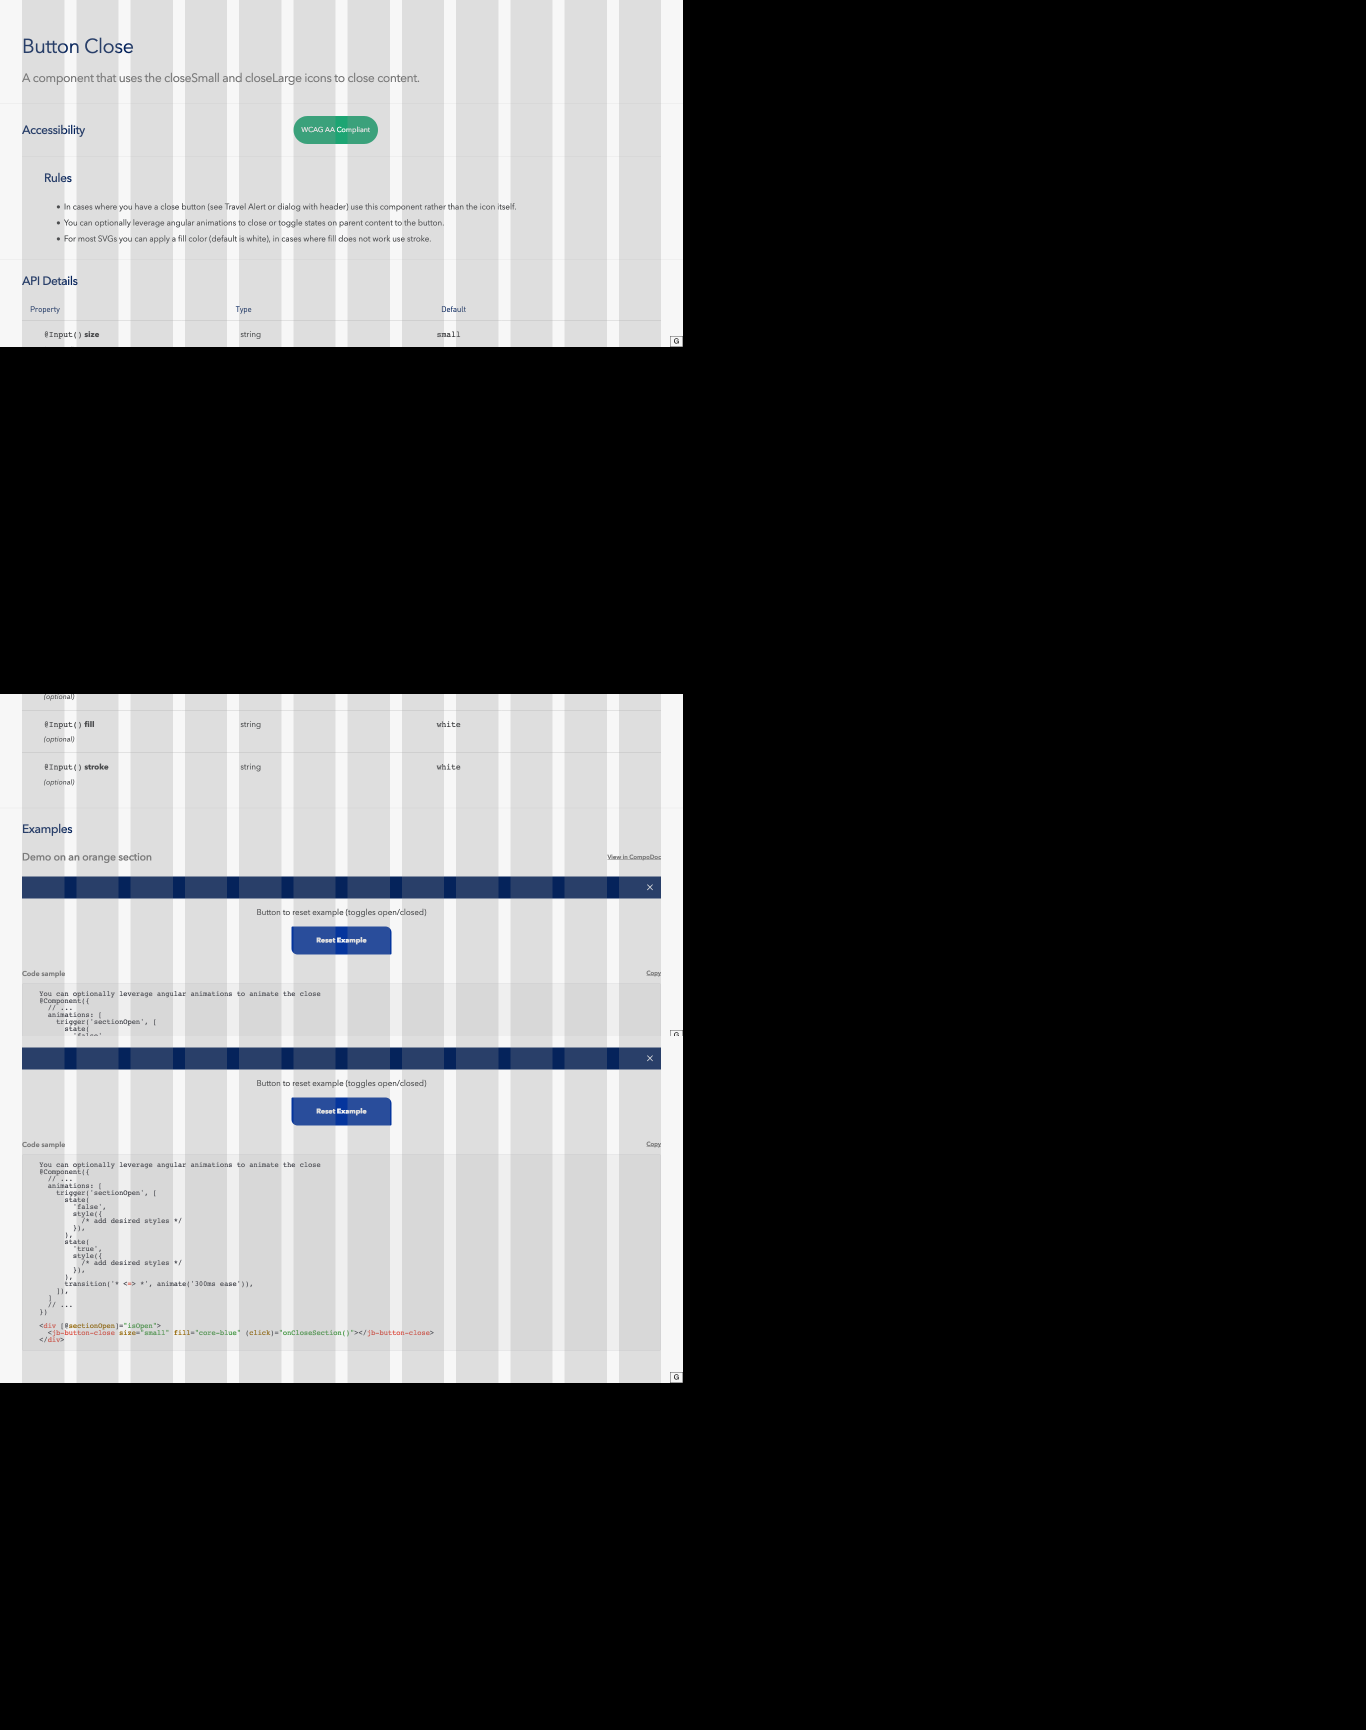 Button Close
A component that uses the closeSmall and closeLarge icons to close content.
Accessibility
WCAG AA Compliant
Rules
• In cases where you have a close button (see Travel Alert or dialog with header) use this component rather than the icon itself.
• You can optionally leverage angular animations to close or toggle states on parent content to the button.
• For most SVGs you can apply a fill color (default is white), in cases where fill does not work use stroke.
API Details
Property Type Default
@Input() size string small
G
(optional)
@Input() fill string white
(optional)
@Input() stroke string white
(optional)
Examples
Demo on an orange section View in CompoDoc
Button to reset example (toggles open/closed)
Reset Example
Code sample Copy
You can optionally leverage angular animations to animate the close
@Component({
// ...
animations: [
trigger('sectionOpen', [
state(
'false',
G
Button to reset example (toggles open/closed)
Reset Example
Code sample Copy
You can optionally leverage angular animations to animate the close
@Component({
// ...
animations: [
trigger('sectionOpen', [
state(
'false',
style({
/* add desired styles */
}),
),
state(
'true',
style({
/* add desired styles */
}),
),
transition('* <=> *', animate('300ms ease')),
]),
]
// ...
})
<div [@sectionOpen]="isOpen">
<jb-button-close size="small" fill="core-blue" (click)="onCloseSection()"></jb-button-close>
</div>
G